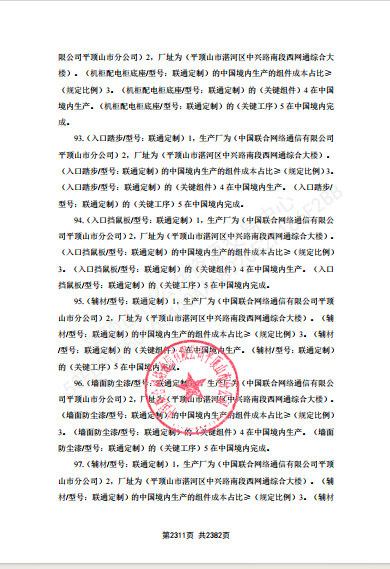 限公司平顶山市分公司）2，厂址为（平顶山市湛河区中兴路南段西网通综合大
楼）。（机柜配电柜底座/型号：联通定制）的中国境内生产的组件成本占比≥
（规定比例）3。（机柜配电柜底座/型号：联通定制）的（关键组件）4在中国
境内生产。（机柜配电柜底座/型号：联通定制）的（关键工序）5在中国境内完
成。
93.（入口踏步/型号：联通定制）1，生产厂为（中国联合网络通信有限公司
平顶山市分公司）2，厂址为（平顶山市湛河区中兴路南段西网通综合大楼）。
（入口踏步/型号：联通定制）的中国境内生产的组件成本占比≥（规定比例）3。
（入口踏步/型号：联通定制）的（关键组件）4在中国境内生产。（入口踏步/
型号：联通定制）的（关键工序）5在中国境内完成。
94.（入口挡鼠板/型号：联通定制）1，生产厂为（中国联合网络通信有限公
司平顶山市分公司）2，厂址为（平顶山市湛河区中兴路南段西网通综合大楼）。
（入口挡鼠板/型号：联通定制）的中国境内生产的组件成本占比≥（规定比例）
3。（入口挡鼠板/型号：联通定制）的（关键组件）4在中国境内生产。（入口
挡鼠板/型号：联通定制）的（关键工序）5在中国境内完成。
95.（辅材/型号：联通定制）1，生产厂为（中国联合网络通信有限公司平顶
山市分公司）2，厂址为（平顶山市湛河区中兴路南段西网通综合大楼）。（辅
材/型号：联通定制）的中国境内生产的组件成本占比≥（规定比例）3。（辅材
/型号：联通定制）的（关键组件）4在中国境内生产。（辅材/型号：联通定制）
的（关键工序）5在中国境内完成。
96.（墙面防尘漆/型号：联通定制）1，生产厂为（中国联合网络通信有限公
司平顶山市分公司）2，厂址为（平顶山市湛河区中兴路南段西网通综合大楼）。
（墙面防尘漆/型号：联通定制）的中国境内生产的组件成本占比≥（规定比例）
3。（墙面防尘漆/型号：联通定制）的（关键组件）4在中国境内生产。（墙面
防尘漆/型号：联通定制）的（关键工序）5在中国境内完成。
97.（辅材/型号：联通定制）1，生产厂为（中国联合网络通信有限公司平顶
山市分公司）2，厂址为（平顶山市湛河区中兴路南段西网通综合大楼）。（辅
材/型号：联通定制）的中国境内生产的组件成本占比≥（规定比例）3。（辅材
第2311页 共2382页